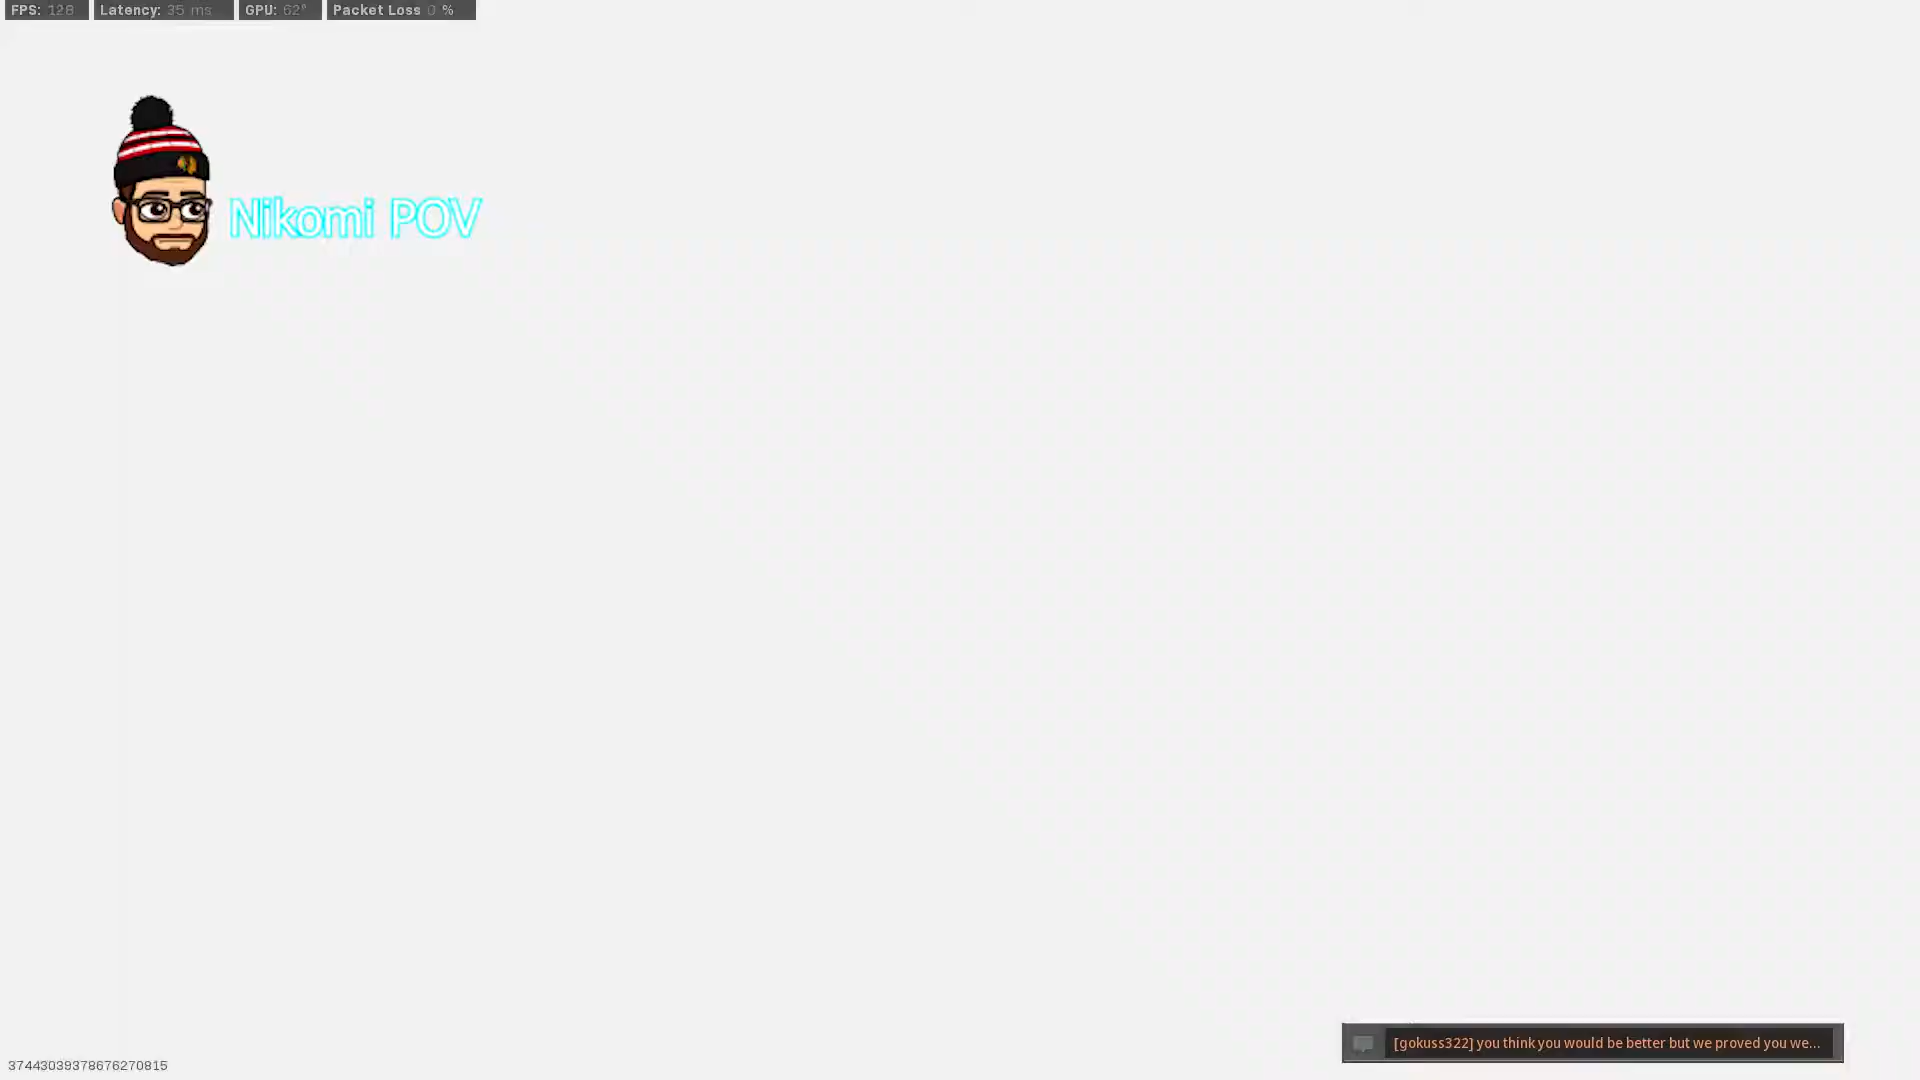 FPS: 128 Latency: 35 ms GPU: 62° Packet Loss 0 %
Nikomi POV
[gokuss322] you think you would be better but we proved you we...
37443039378676270815